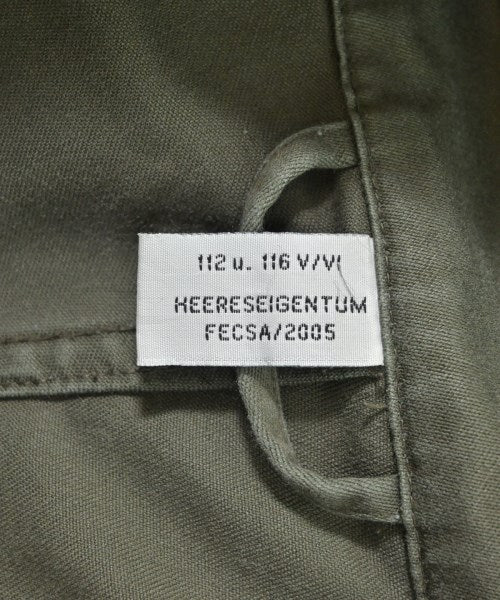 112 u. 116 V/VI
HEERESEIGENTUM
FECSA/2005